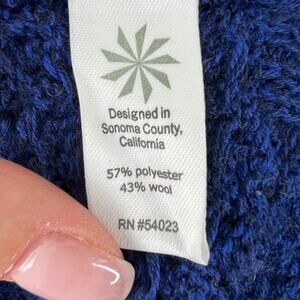 Designed in
Sonoma County,
California
57% polyester
43% wool
RN #54023